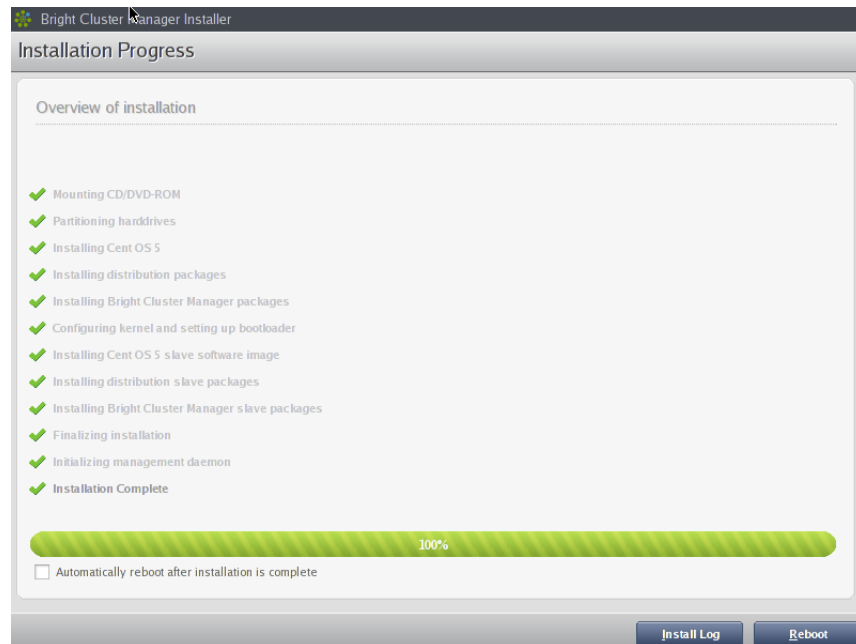 Bright Cluster Manager Installer
Installation Progress
Overview of installation
Mounting CD/DVD-ROM
Partitioning harddrives
Installing Cent OS 5
Installing distribution packages
Installing Bright Cluster Manager packages
Configuring kernel and setting up bootloader
Installing Cent OS 5 slave software image
Installing distribution slave packages
Installing Bright Cluster Manager slave packages
Finalizing installation
Initializing management daemon
Installation Complete
100%
Automatically reboot after installation is complete
Install Log
Reboot